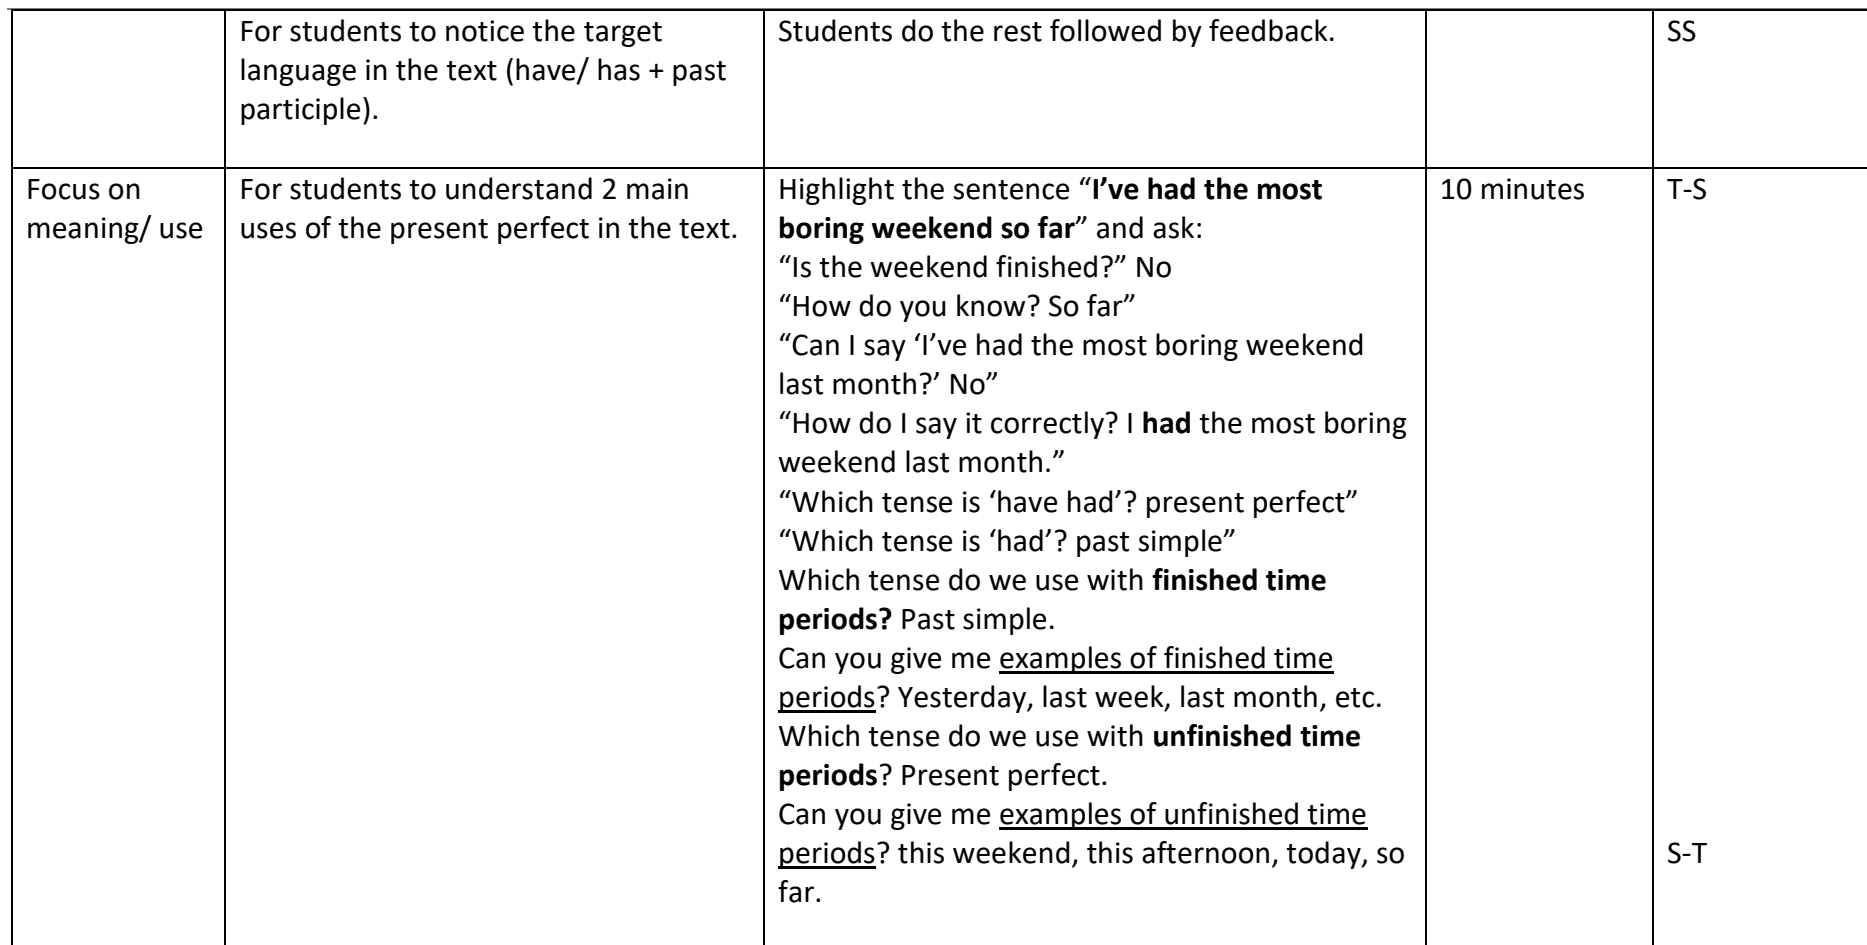 For students to notice the target
language in the text (have/ has + past
participle).
Students do the rest followed by feedback.
SS
Focus on
meaning/ use
For students to understand 2 main
uses of the present perfect in the text.
Highlight the sentence “I’ve had the most
boring weekend so far” and ask:
“Is the weekend finished?” No
“How do you know? So far”
“Can I say ‘I’ve had the most boring weekend
last month?’ No”
“How do I say it correctly? I had the most boring
weekend last month.”
“Which tense is ‘have had’? present perfect”
“Which tense is ‘had’? past simple”
Which tense do we use with finished time
periods? Past simple.
Can you give me examples of finished time
periods? Yesterday, last week, last month, etc.
Which tense do we use with unfinished time
periods? Present perfect.
Can you give me examples of unfinished time
periods? this weekend, this afternoon, today, so
far.
10 minutes
T-S
S-T